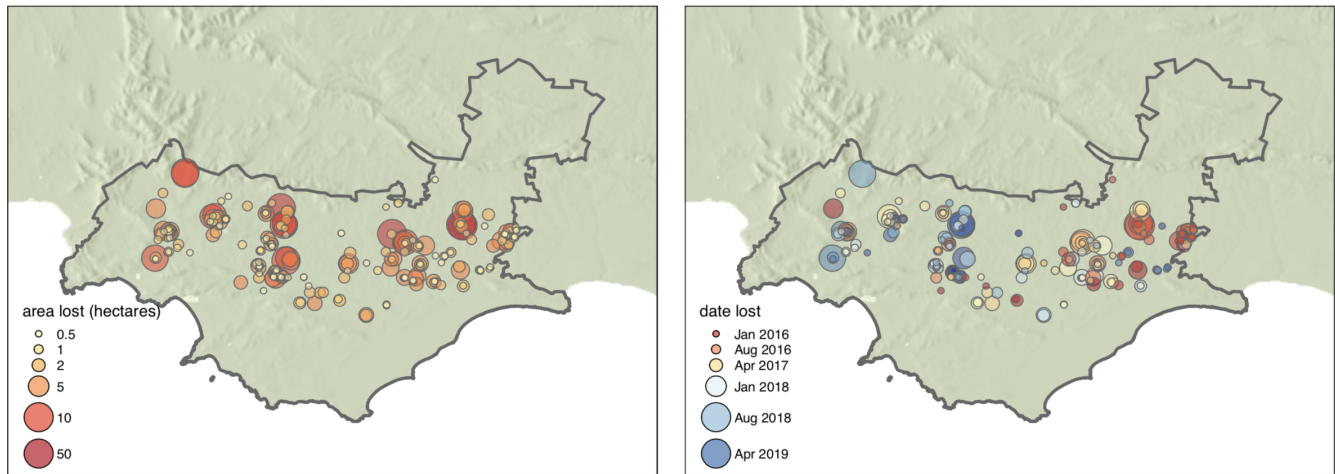 area lost (hectares)
0.5
1
2
5
10
50
date lost
Jan 2016
Aug 2016
Apr 2017
Jan 2018
Aug 2018
Apr 2019